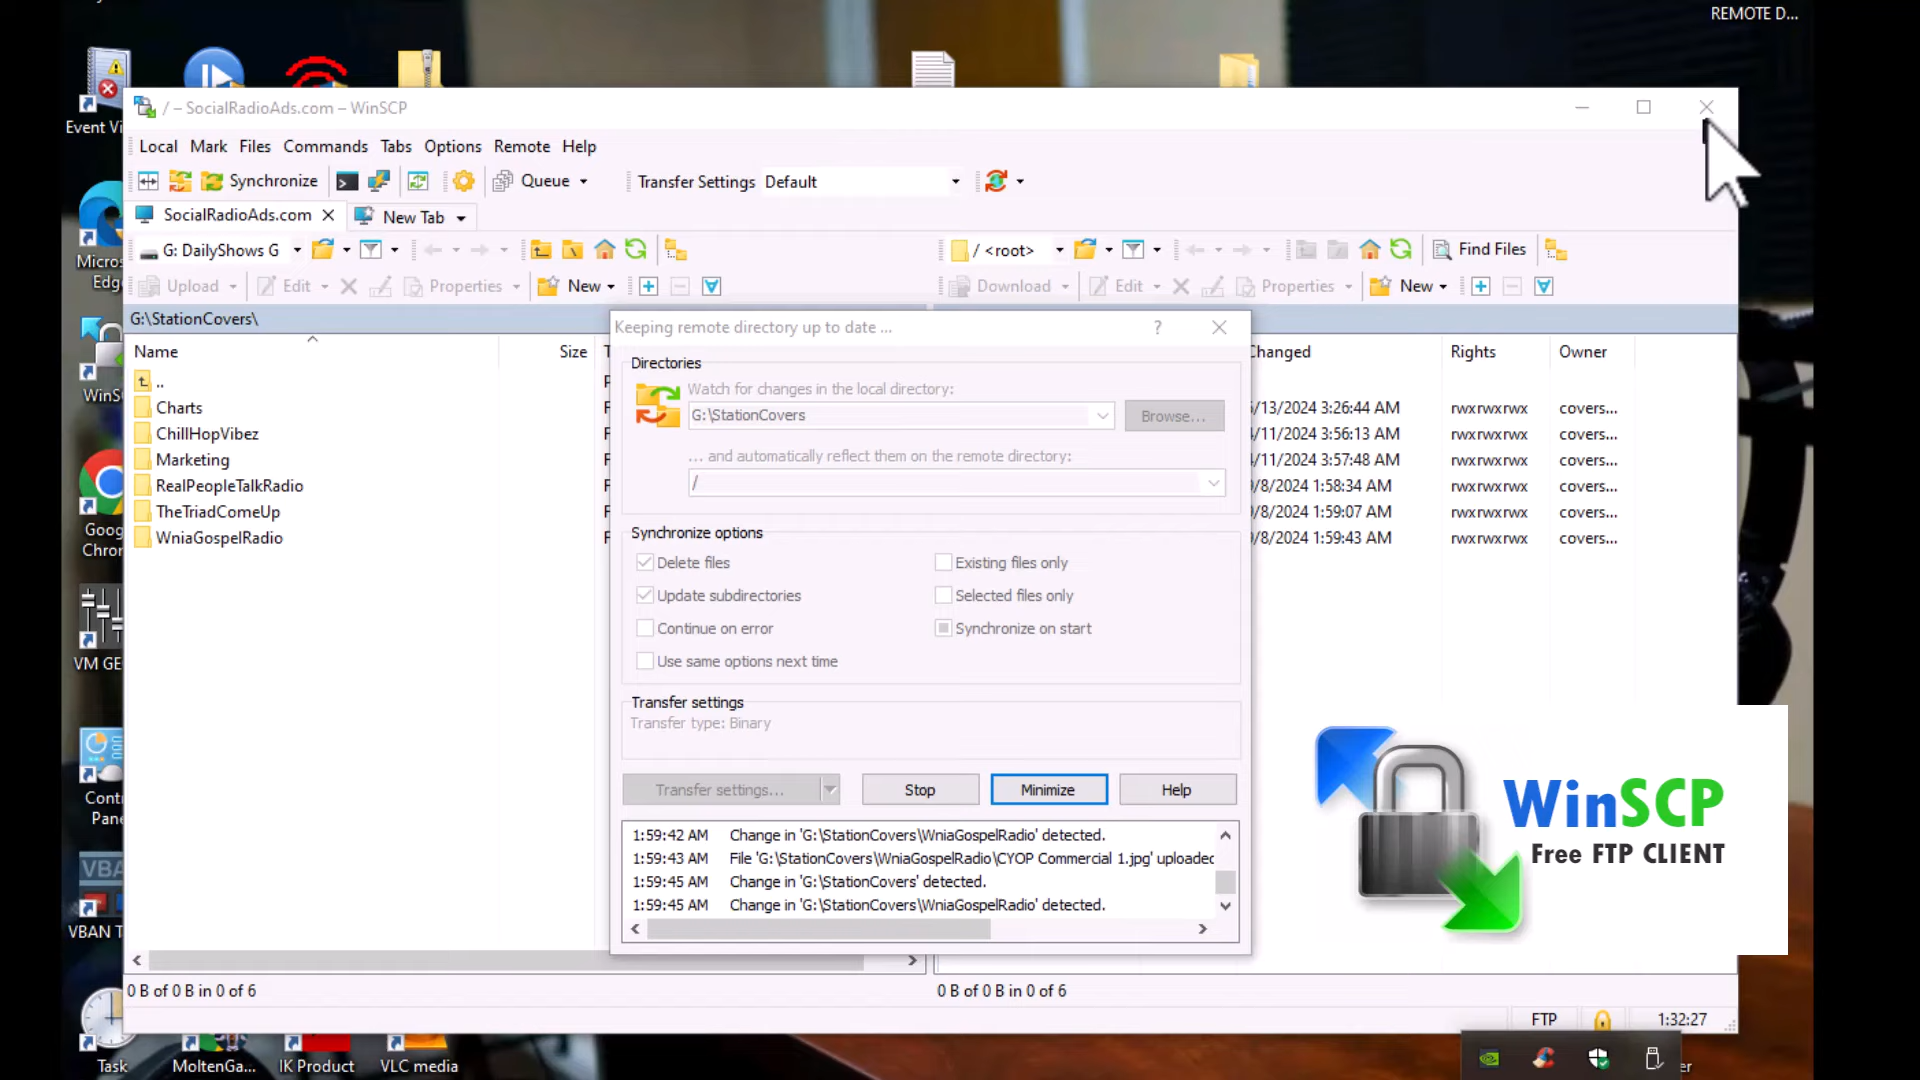 REMOTE D...
/ – SocialRadioAds.com – WinSCP
Event Vi
Local Mark Files Commands Tabs Options Remote Help
Synchronize Queue Transfer Settings Default
SocialRadioAds.com New Tab
G: DailyShows G / <root> Find Files
Upload Edit Properties New Download Edit Properties New
Micros
Edg
G:\StationCovers\
Keeping remote directory up to date ... ?
Name Size Changed Rights Owner
..
Charts
ChillHopVibez
Marketing
RealPeopleTalkRadio
TheTriadComeUp
WniaGospelRadio
/13/2024 3:26:44 AM rwxrwxrwx covers...
/11/2024 3:56:13 AM rwxrwxrwx covers...
/11/2024 3:57:48 AM rwxrwxrwx covers...
/8/2024 1:58:34 AM rwxrwxrwx covers...
/8/2024 1:59:07 AM rwxrwxrwx covers...
/8/2024 1:59:43 AM rwxrwxrwx covers...
Directories
Watch for changes in the local directory:
G:\StationCovers Browse...
... and automatically reflect them on the remote directory:
/
Synchronize options
Delete files Existing files only
Update subdirectories Selected files only
Continue on error Synchronize on start
Use same options next time
Transfer settings
Transfer type: Binary
Transfer settings... Stop Minimize Help
1:59:42 AM Change in 'G:\StationCovers\WniaGospelRadio' detected.
1:59:43 AM File 'G:\StationCovers\WniaGospelRadio\CYOP Commercial 1.jpg' uploaded
1:59:45 AM Change in 'G:\StationCovers' detected.
1:59:45 AM Change in 'G:\StationCovers\WniaGospelRadio' detected.
WinS
Goog
Chron
VM GE
Contr
Pane
VBAN
VBAN T
WinSCP
Free FTP CLIENT
0 B of 0 B in 0 of 6 0 B of 0 B in 0 of 6
FTP 1:32:27
Task MoltenGa... IK Product VLC media er